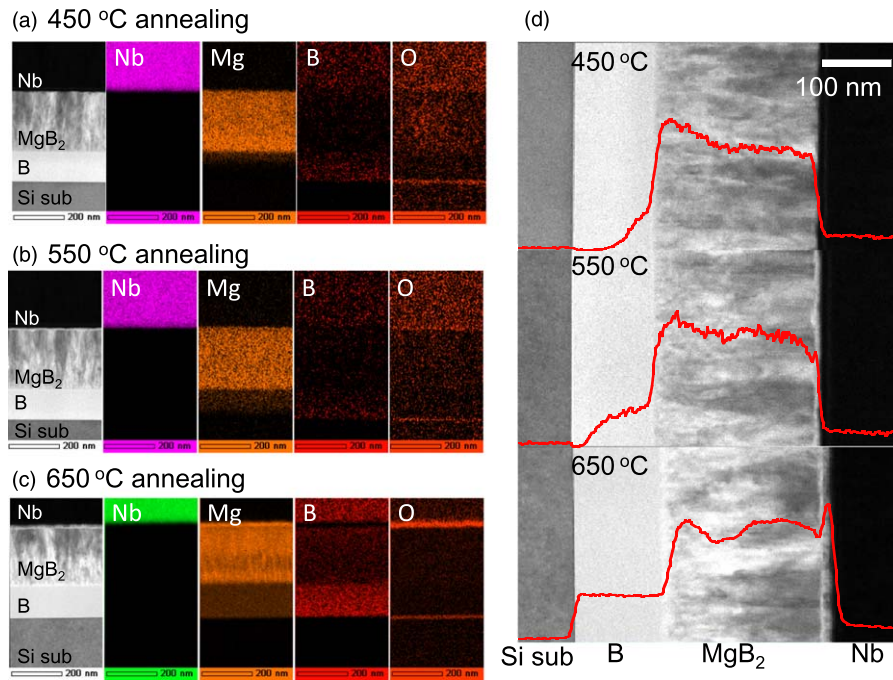 (a) 450 °C annealing
Nb
MgB2
B
Si sub
Nb Mg B O
200 nm 200 nm 200 nm 200 nm 200 nm
(b) 550 °C annealing
Nb
MgB2
B
Si sub
Nb Mg B O
200 nm 200 nm 200 nm 200 nm 200 nm
(c) 650 °C annealing
Nb
MgB2
B
Si sub
Nb Mg B O
200 nm 200 nm 200 nm 200 nm 200 nm
(d)
450 °C
100 nm
550 °C
650 °C
Si sub B MgB2 Nb